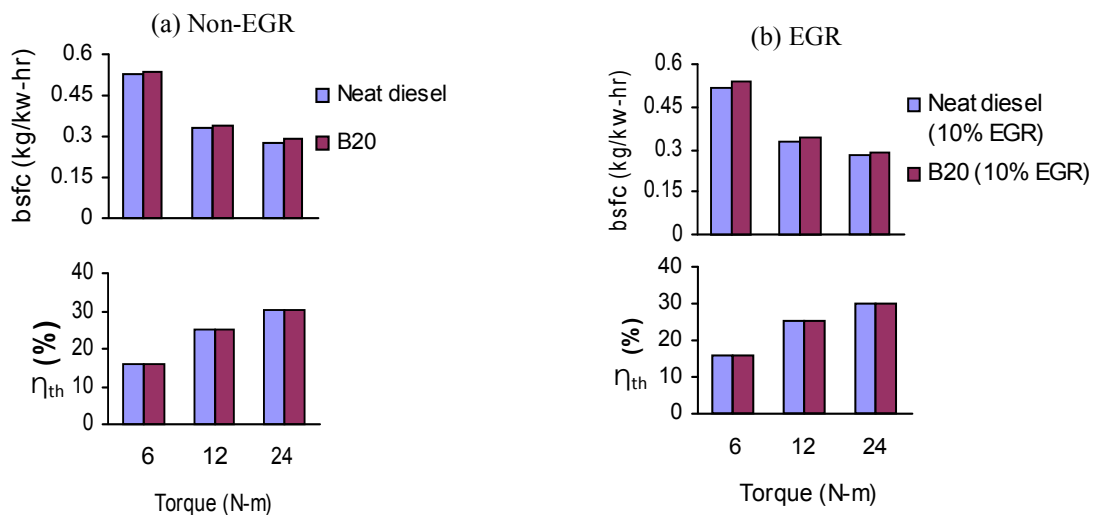 (a) Non-EGR
bsfc (kg/kw-hr)
0.6
0.45
0.3
0.15
0
Neat diesel
B20
ηth (%)
40
30
20
10
0
6 12 24
Torque (N-m)
(b) EGR
bsfc (kg/kw-hr)
0.6
0.45
0.3
0.15
0
Neat diesel
(10% EGR)
B20 (10% EGR)
ηth (%)
40
30
20
10
0
6 12 24
Torque (N-m)